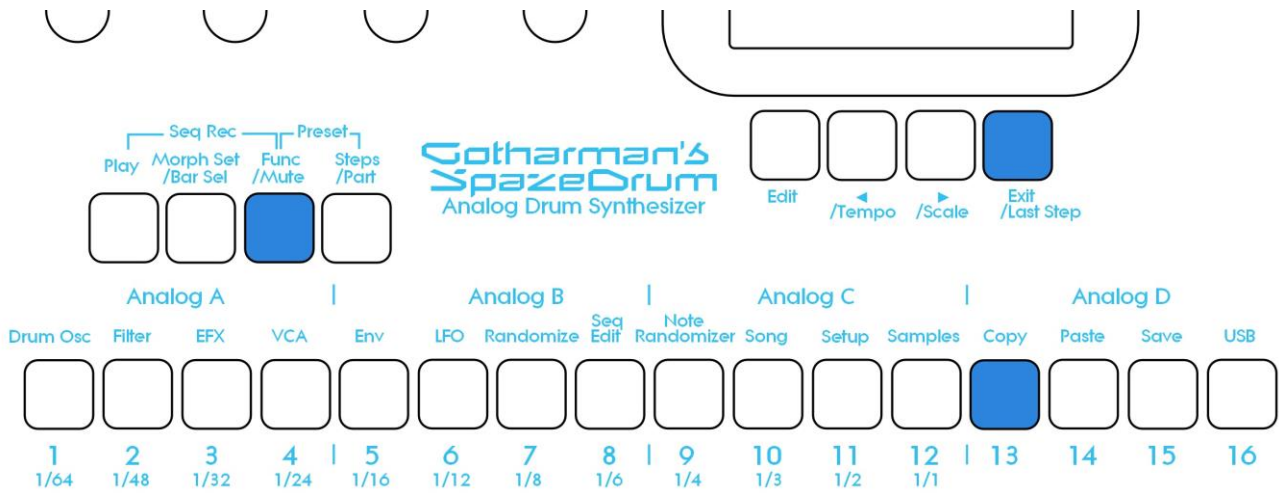 Seq Rec Preset
Play Morph Set /Bar Sel Func /Mute Steps /Part
Gotharman's
SpazeDrum
Analog Drum Synthesizer
Edit ◄ /Tempo ► /Scale Exit /Last Step
Analog A | Analog B | Analog C | Analog D
Drum Osc Filter EFX VCA Env LFO Randomize Seq Edit Note Randomizer Song Setup Samples Copy Paste Save USB
1 2 3 4 | 5 6 7 8 | 9 10 11 12 | 13 14 15 16
1/64 1/48 1/32 1/24 1/16 1/12 1/8 1/6 1/4 1/3 1/2 1/1